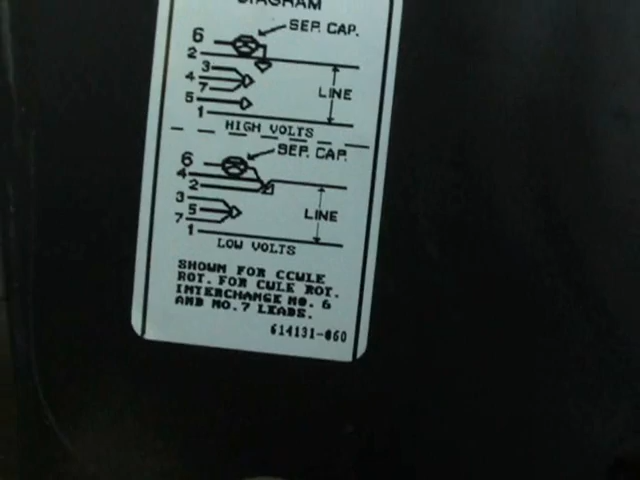 DIAGRAM
SEP. CAP.
6
2
3
4
7
5
1
LINE
HIGH VOLTS
SEP. CAP.
6
4
2
3
5
7
1
LINE
LOW VOLTS
SHOWN FOR CCWLE
ROT. FOR CWLE ROT.
INTERCHANGE NO. 6
AND NO. 7 LEADS.
614131-060